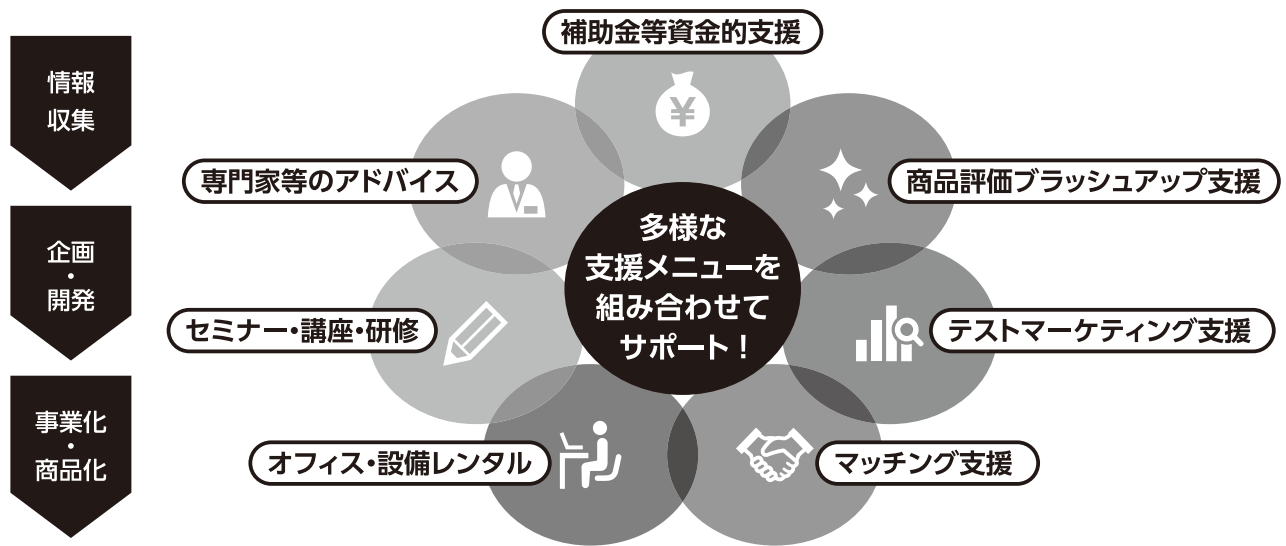 情報
収集
企画
・
開発
事業化
・
商品化
補助金等資金的支援
専門家等のアドバイス
商品評価ブラッシュアップ支援
セミナー・講座・研修
テストマーケティング支援
オフィス・設備レンタル
マッチング支援
¥
多様な
支援メニューを
組み合わせて
サポート！